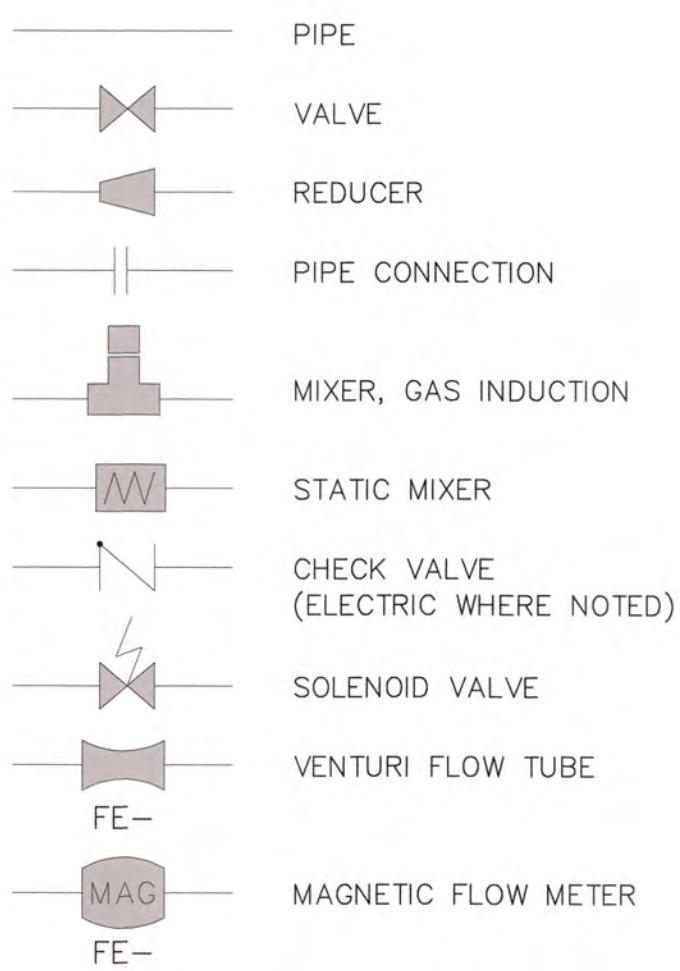 PIPE
VALVE
REDUCER
PIPE CONNECTION
MIXER, GAS INDUCTION
STATIC MIXER
CHECK VALVE
(ELECTRIC WHERE NOTED)
SOLENOID VALVE
VENTURI FLOW TUBE
FE-
MAG MAGNETIC FLOW METER
FE-